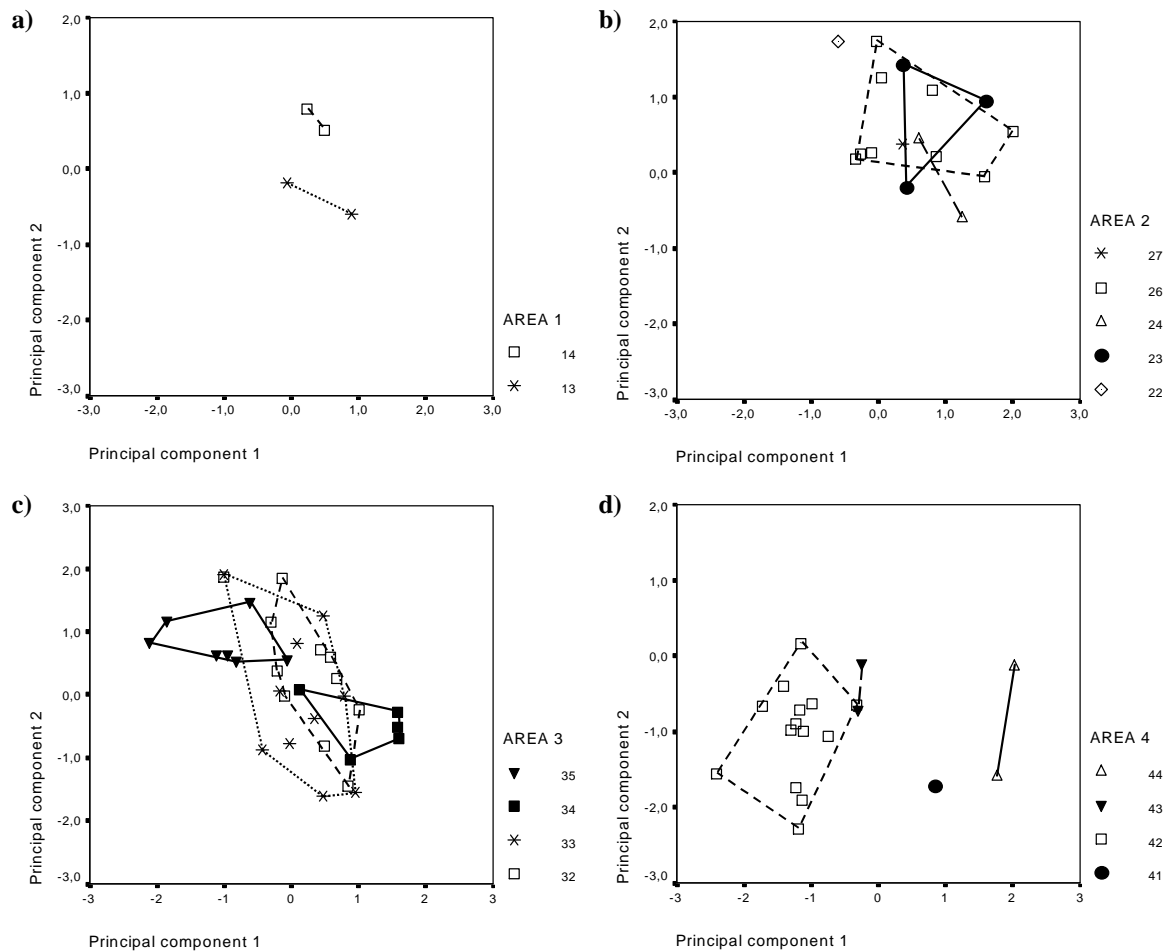 a)
2,0
1,0
0,0
-1,0
-2,0
-3,0
Principal component 2
-3,0 -2,0 -1,0 0,0 1,0 2,0 3,0
Principal component 1
AREA 1
14
13
b)
2,0
1,0
0,0
-1,0
-2,0
-3,0
Principal component 2
-3,0 -2,0 -1,0 0,0 1,0 2,0 3,0
Principal component 1
AREA 2
27
26
24
23
22
c)
3,0
2,0
1,0
0,0
-1,0
-2,0
-3,0
Principal component 2
-3 -2 -1 0 1 2 3
Principal component 1
AREA 3
35
34
33
32
d)
2,0
1,0
0,0
-1,0
-2,0
-3,0
Principal component 2
-3 -2 -1 0 1 2 3
Principal component 1
AREA 4
44
43
42
41